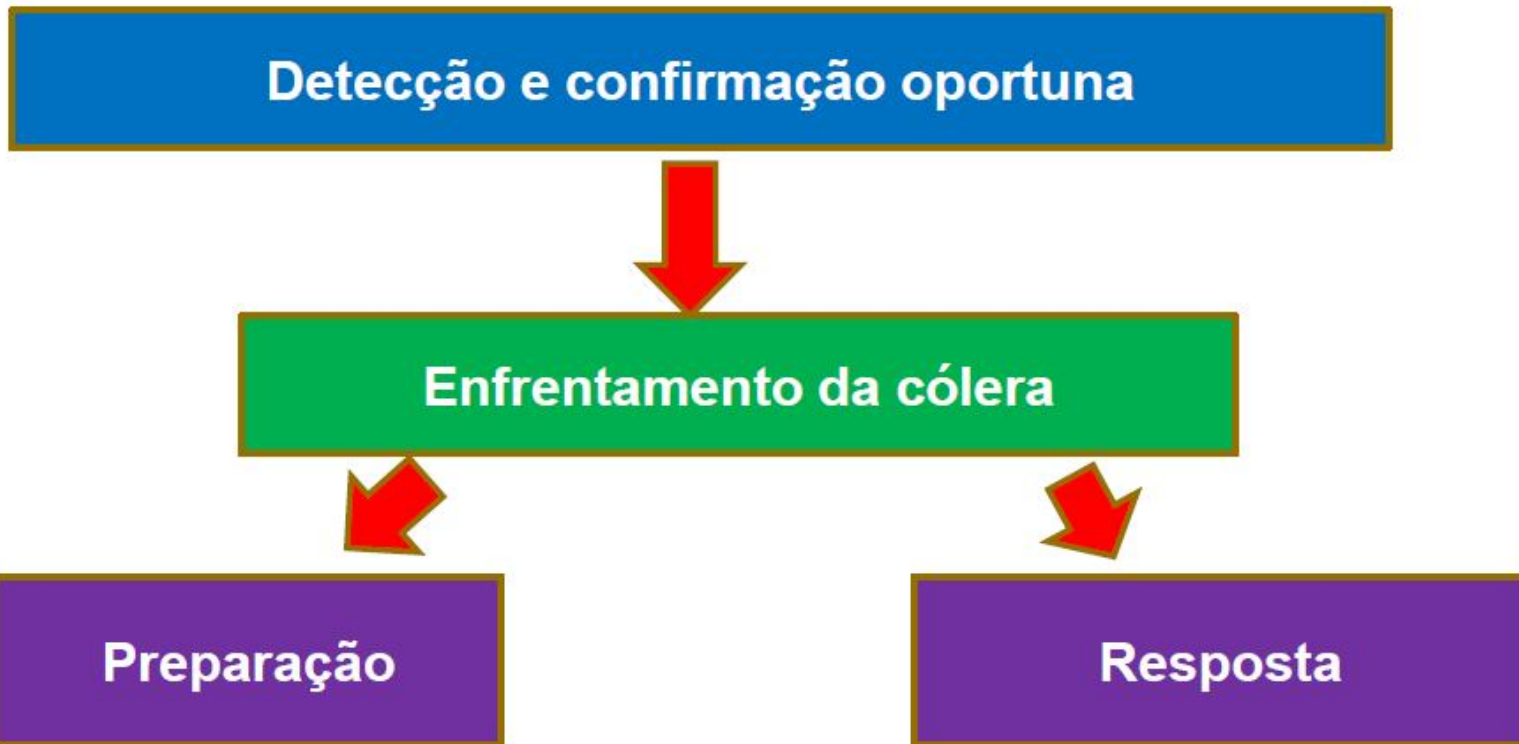 Detecção e confirmação oportuna
Enfrentamento da cólera
Preparação
Resposta